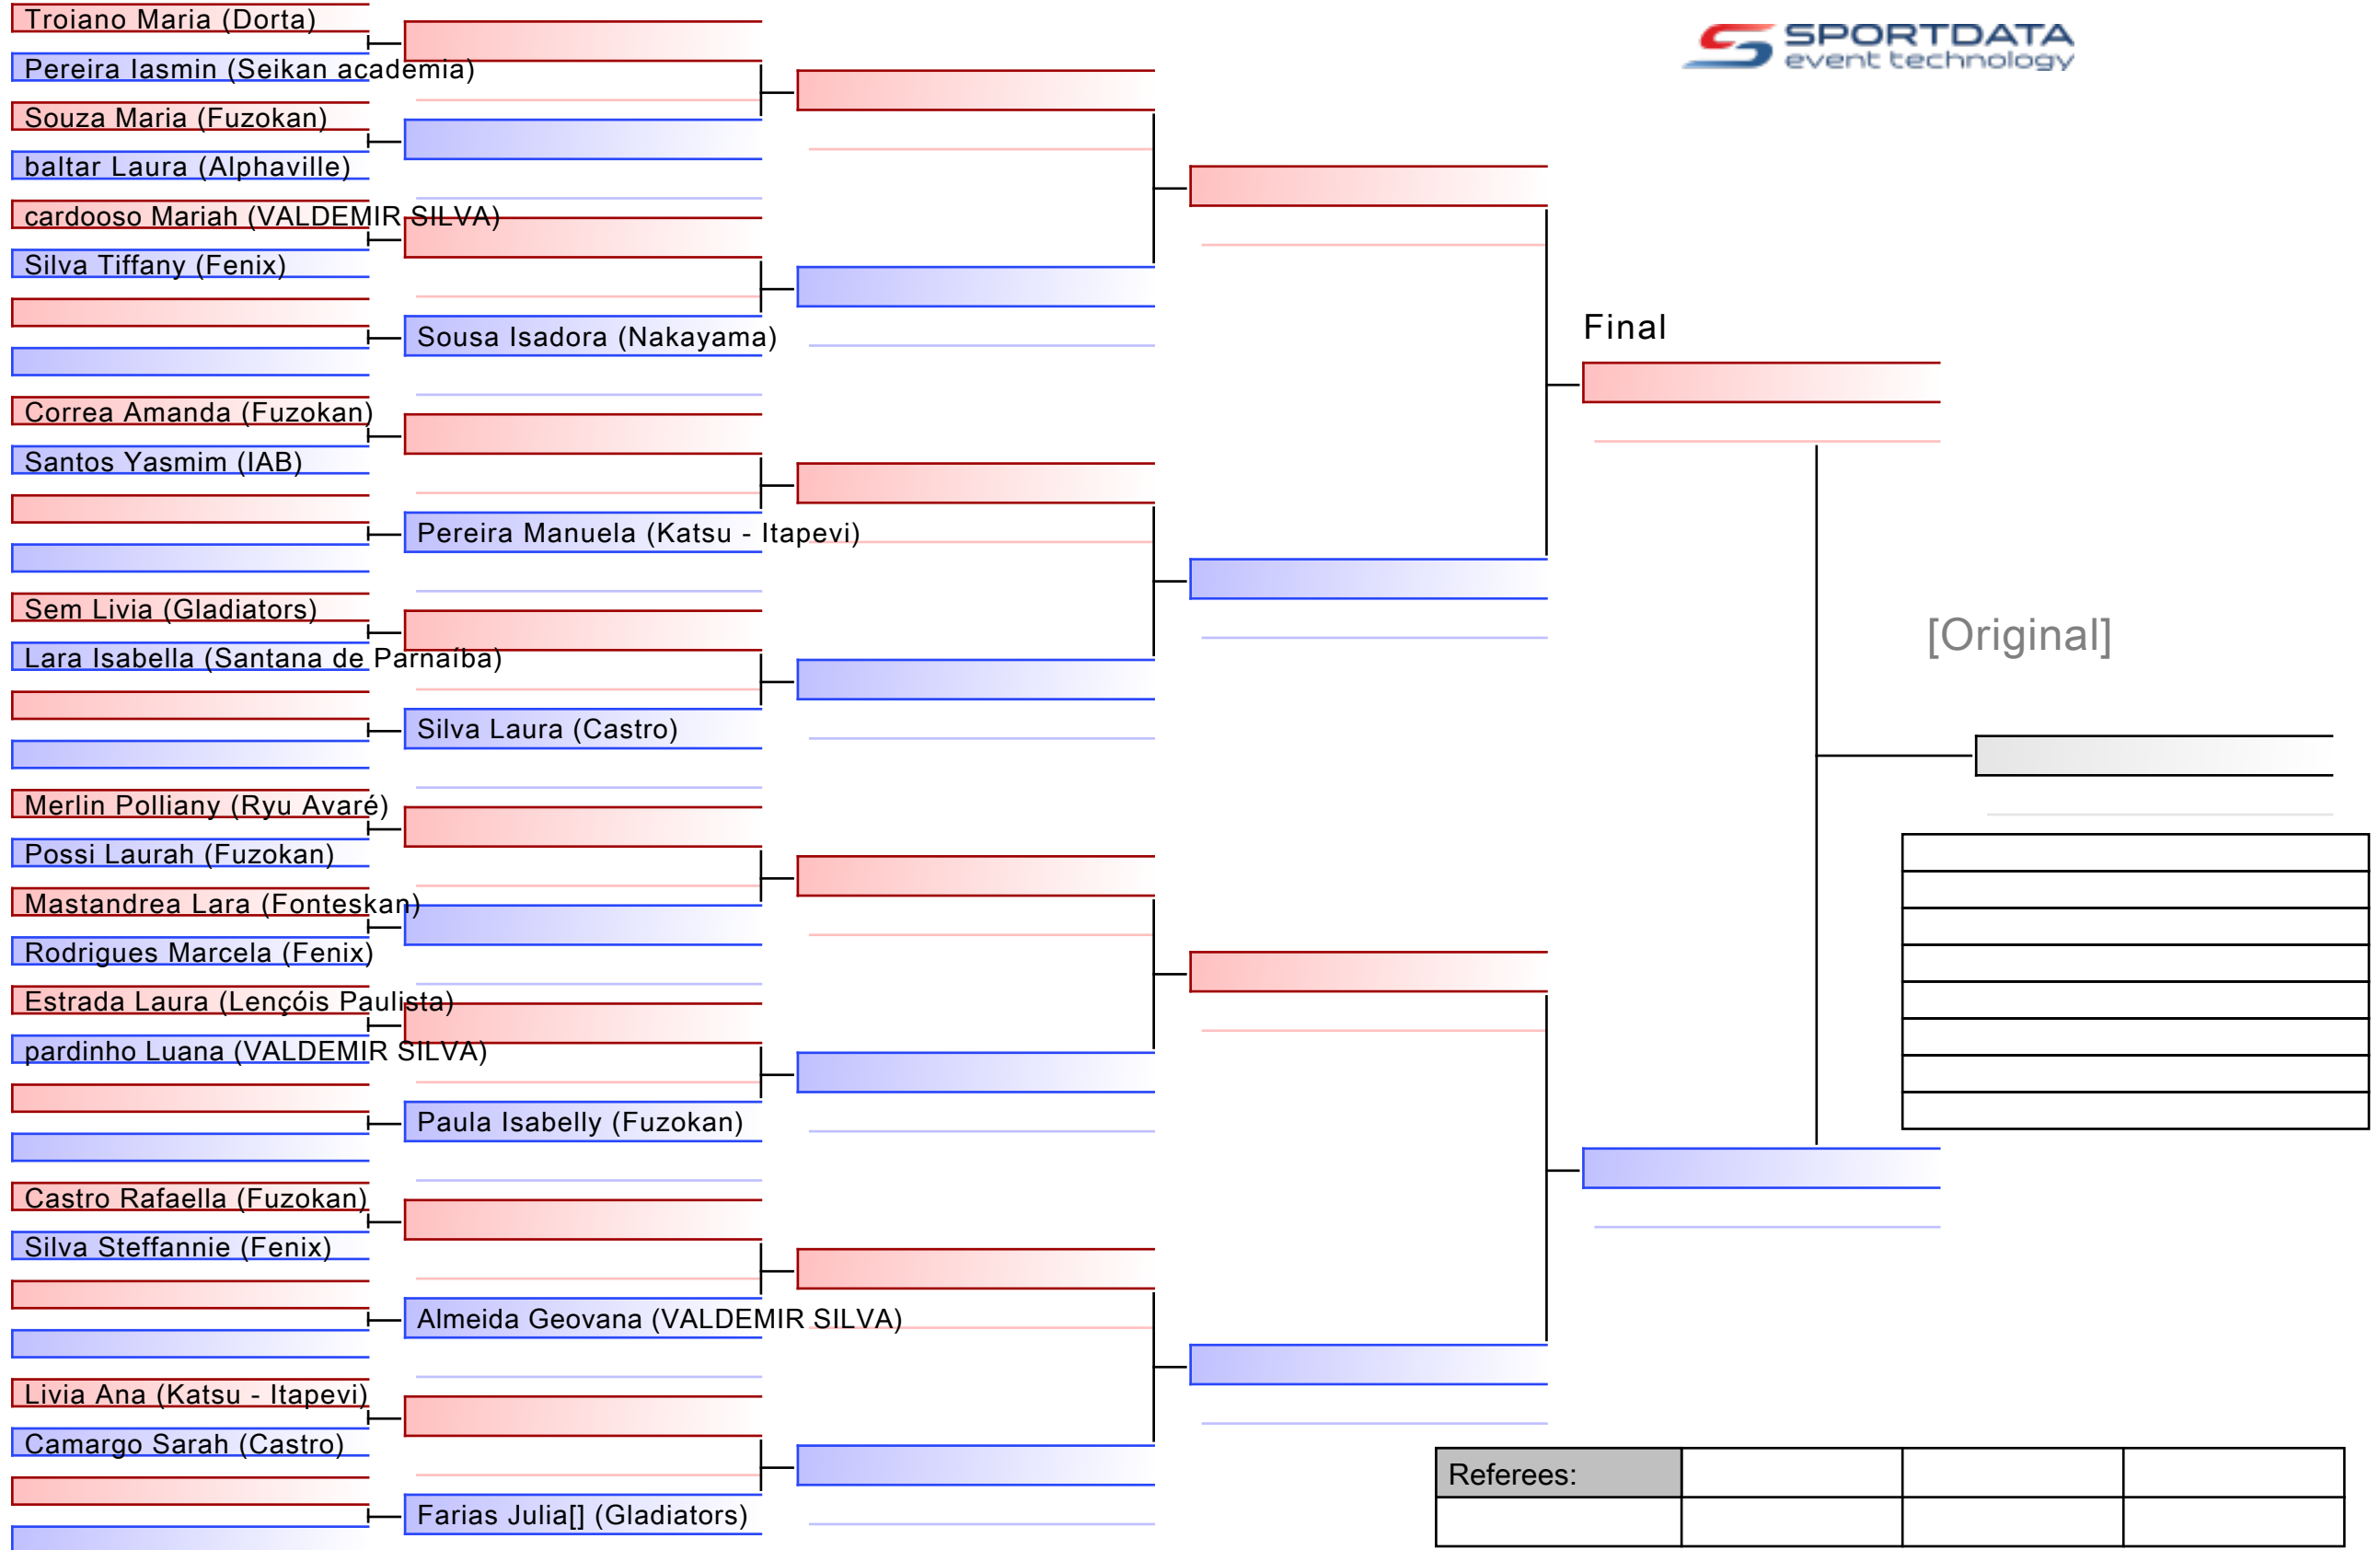 Troiano Maria (Dorta)
Pereira Iasmin (Seikan academia)
Souza Maria (Fuzokan)
baltar Laura (Alphaville)
cardooso Mariah (VALDEMIR SILVA)
Silva Tiffany (Fenix)
Correa Amanda (Fuzokan)
Santos Yasmim (IAB)
Sem Livia (Gladiators)
Lara Isabella (Santana de Parnaíba)
Merlin Polliany (Ryu Avaré)
Possi Laurah (Fuzokan)
Mastandrea Lara (Fonteskan)
Rodrigues Marcela (Fenix)
Estrada Laura (Lençóis Paulista)
pardinho Luana (VALDEMIR SILVA)
Castro Rafaella (Fuzokan)
Silva Steffannie (Fenix)
Livia Ana (Katsu - Itapevi)
Camargo Sarah (Castro)
Sousa Isadora (Nakayama)
Pereira Manuela (Katsu - Itapevi)
Silva Laura (Castro)
Paula Isabelly (Fuzokan)
Almeida Geovana (VALDEMIR SILVA)
Farias Julia[] (Gladiators)
SPORTDATA
event technology
Final
[Original]
Referees: